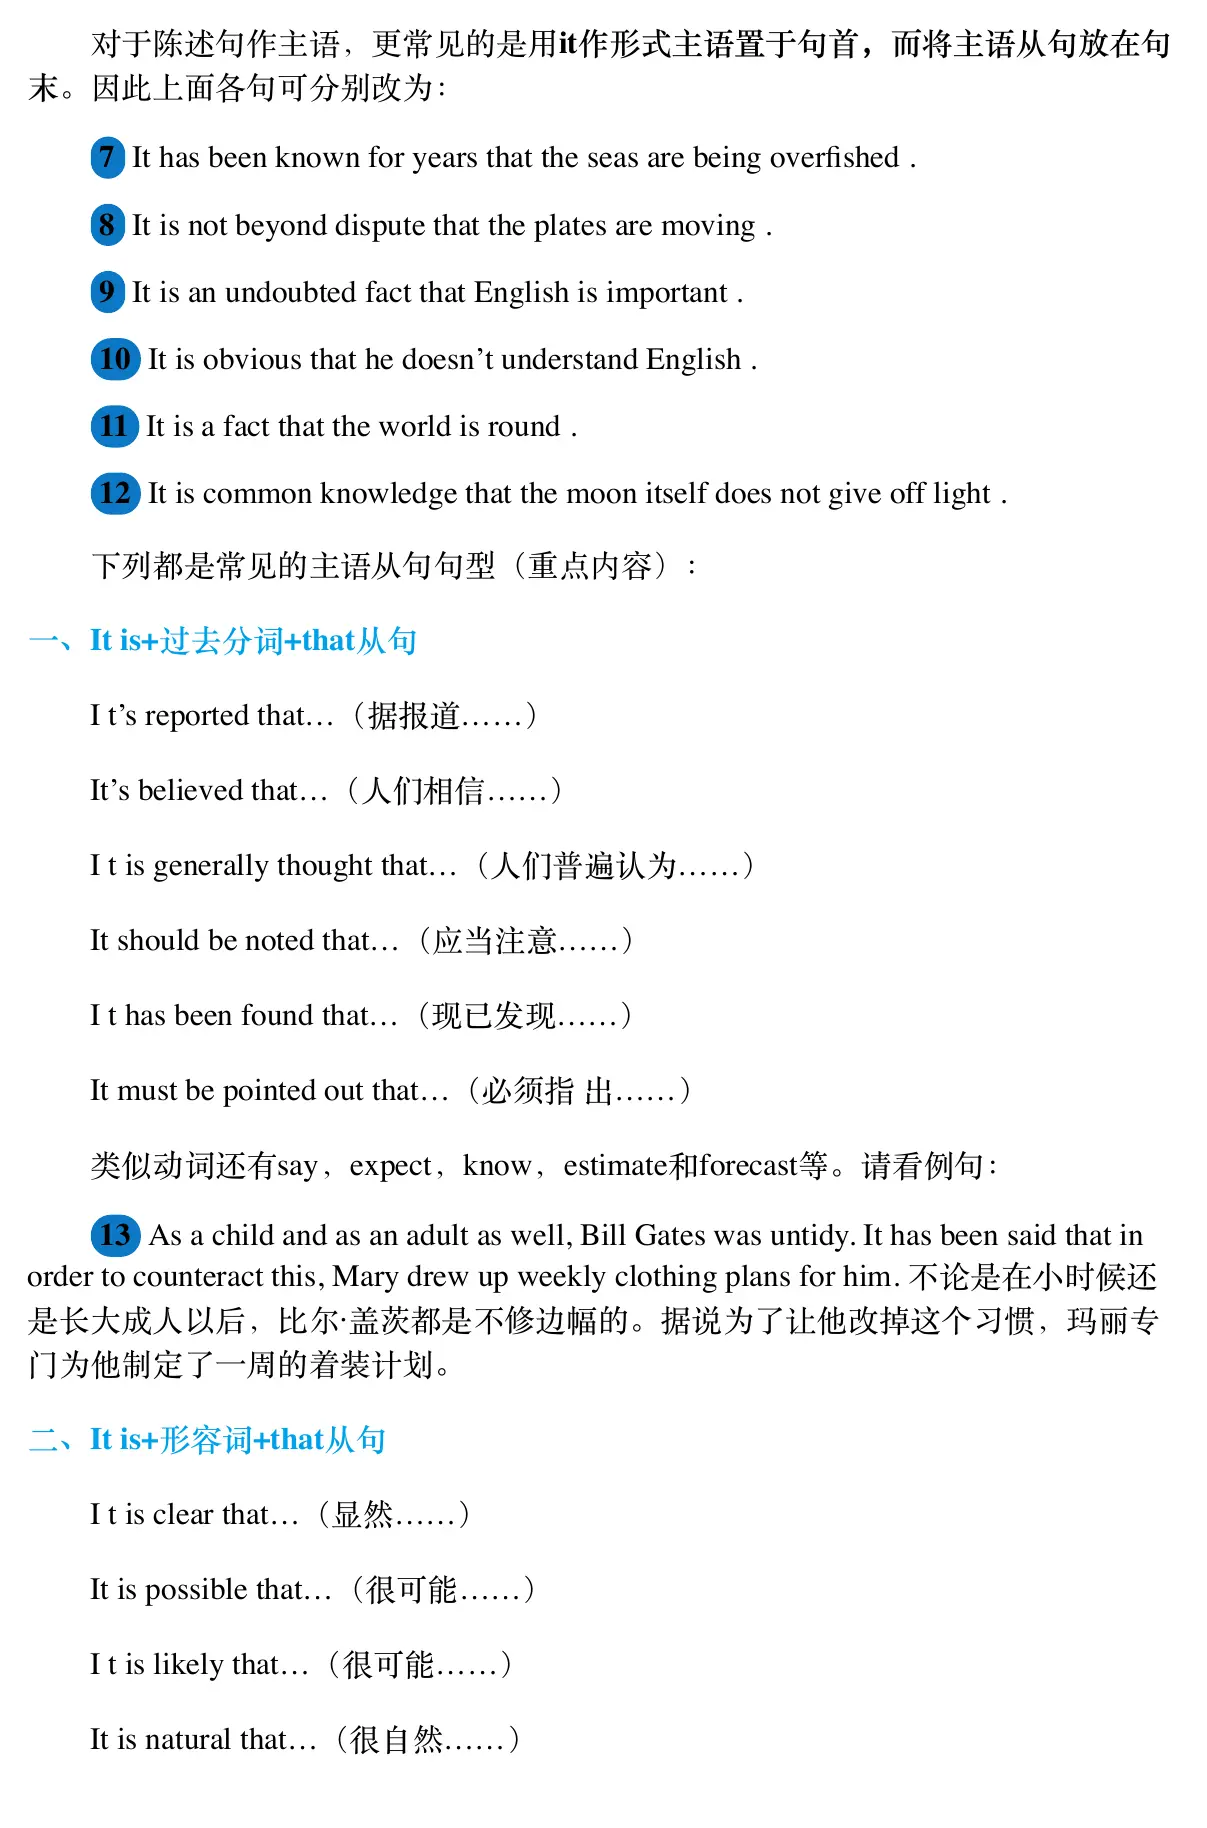 对于陈述句作主语，更常见的是用it作形式主语置于句首，而将主语从句放在句
末。因此上面各句可分别改为：
7 It has been known for years that the seas are being overfished .
8 It is not beyond dispute that the plates are moving .
9 It is an undoubted fact that English is important .
10 It is obvious that he doesn’t understand English .
11 It is a fact that the world is round .
12 It is common knowledge that the moon itself does not give off light .
下列都是常见的主语从句句型（重点内容）：
一、It is+过去分词+that从句
I t’s reported that…（据报道……）
It’s believed that…（人们相信……）
I t is generally thought that…（人们普遍认为……）
It should be noted that…（应当注意……）
I t has been found that…（现已发现……）
It must be pointed out that…（必须指 出……）
类似动词还有say，expect，know，estimate和forecast等。请看例句：
13 As a child and as an adult as well, Bill Gates was untidy. It has been said that in
order to counteract this, Mary drew up weekly clothing plans for him. 不论是在小时候还
是长大成人以后，比尔·盖茨都是不修边幅的。据说为了让他改掉这个习惯，玛丽专
门为他制定了一周的着装计划。
二、It is+形容词+that从句
I t is clear that…（显然……）
It is possible that…（很可能……）
I t is likely that…（很可能……）
It is natural that…（很自然……）